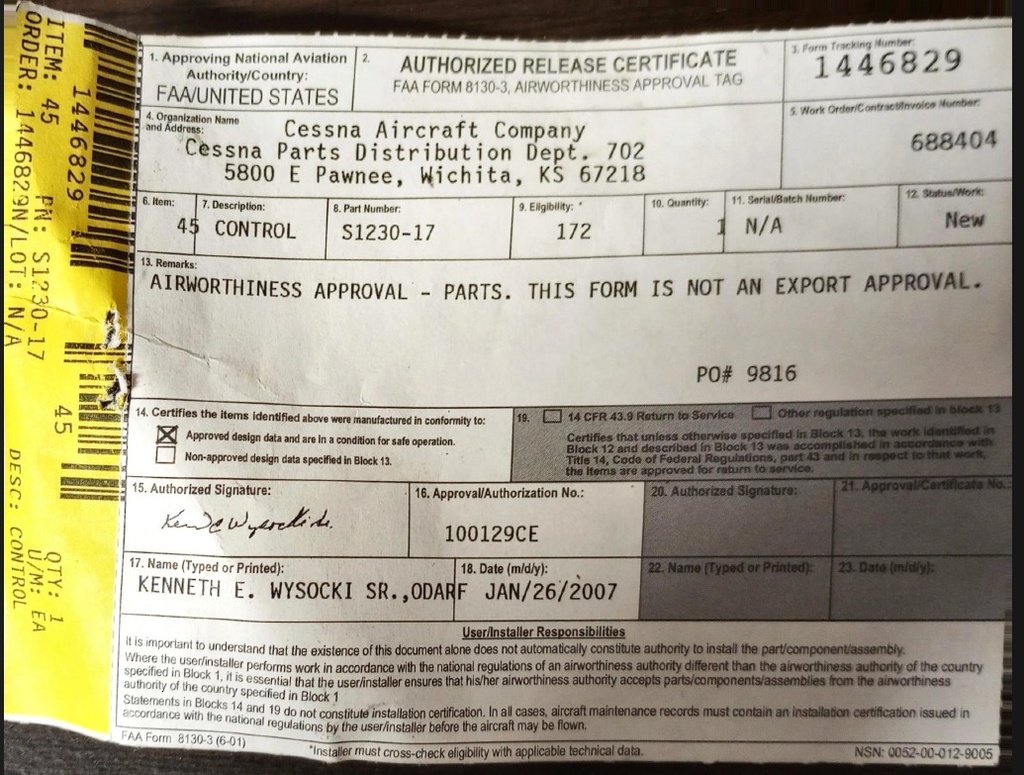 ITEM: 45 PN: S1230-17 QTY: 1
ORDER: 1446829N/LOT: N/A U/M: EA
DESC: CONTROL
1446829
45
1. Approving National Aviation
Authority/Country:
FAA/UNITED STATES
2.
AUTHORIZED RELEASE CERTIFICATE
FAA FORM 8130-3, AIRWORTHINESS APPROVAL TAG
3. Form Tracking Number:
1446829
4. Organization Name
and Address:
Cessna Aircraft Company
Cessna Parts Distribution Dept. 702
5800 E Pawnee, Wichita, KS 67218
5. Work Order/Contract/Invoice Number:
688404
6. Item:
45
7. Description:
CONTROL
8. Part Number:
S1230-17
9. Eligibility: *
172
10. Quantity:
1
11. Serial/Batch Number:
N/A
12. Status/Work:
New
13. Remarks:
AIRWORTHINESS APPROVAL - PARTS. THIS FORM IS NOT AN EXPORT APPROVAL.
PO# 9816
14. Certifies the items identified above were manufactured in conformity to:
Approved design data and are in a condition for safe operation.
Non-approved design data specified in Block 13.
19. 14 CFR 43.9 Return to Service Other regulation specified in block 13
Certifies that unless otherwise specified in Block 13, the work identified in
Block 12 and described in Block 13 was accomplished in accordance with
Title 14, Code of Federal Regulations, part 43 and in respect to that work,
the items are approved for return to service.
15. Authorized Signature:
16. Approval/Authorization No.:
100129CE
20. Authorized Signature:
21. Approval/Certificate No.:
17. Name (Typed or Printed):
KENNETH E. WYSOCKI SR.,ODARF
18. Date (m/d/y):
JAN/26/2007
22. Name (Typed or Printed):
23. Date (m/d/y):
User/Installer Responsibilities
It is important to understand that the existence of this document alone does not automatically constitute authority to install the part/component/assembly.
Where the user/installer performs work in accordance with the national regulations of an airworthiness authority different than the airworthiness authority of the country
specified in Block 1, it is essential that the user/installer ensures that his/her airworthiness authority accepts parts/components/assemblies from the airworthiness
authority of the country specified in Block 1
Statements in Blocks 14 and 19 do not constitute installation certification. In all cases, aircraft maintenance records must contain an installation certification issued in
accordance with the national regulations by the user/installer before the aircraft may be flown.
FAA Form 8130-3 (6-01)
*Installer must cross-check eligibility with applicable technical data.
NSN: 0052-00-012-9005